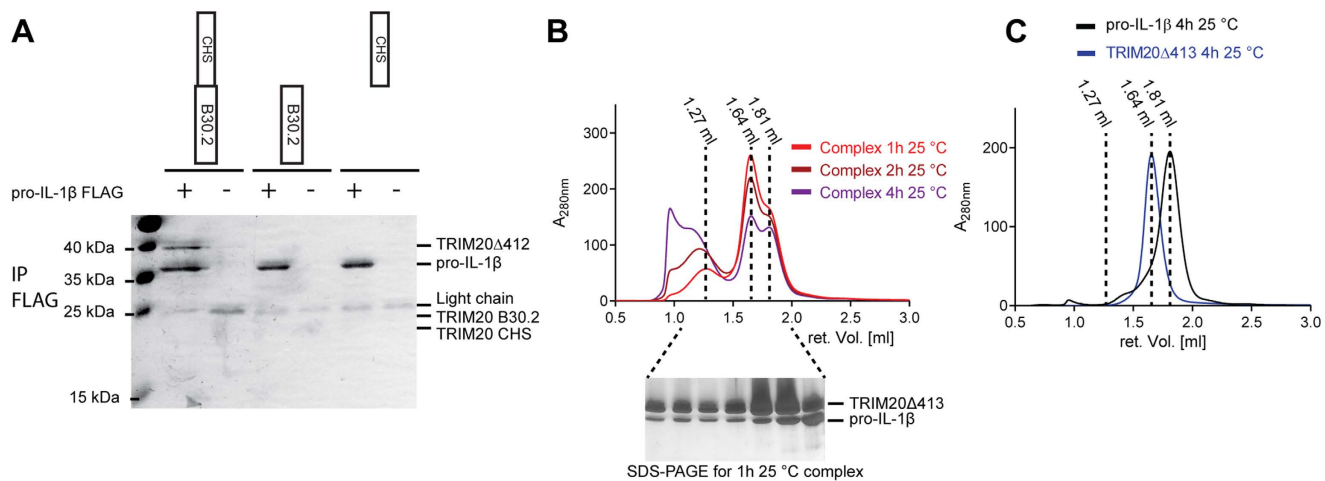 A
CHS
B30.2
B30.2
CHS
pro-IL-1β FLAG + - + - + -
IP
FLAG
40 kDa
35 kDa
25 kDa
15 kDa
TRIM20Δ412
pro-IL-1β
Light chain
TRIM20 B30.2
TRIM20 CHS
B
1.27 ml
1.64 ml
1.81 ml
Complex 1h 25 °C
Complex 2h 25 °C
Complex 4h 25 °C
A280nm
300
200
100
0
0.5 1.0 1.5 2.0 2.5 3.0
ret. Vol. [ml]
TRIM20Δ413
pro-IL-1β
SDS-PAGE for 1h 25 °C complex
C
pro-IL-1β 4h 25 °C
TRIM20Δ413 4h 25 °C
1.27 ml
1.64 ml
1.81 ml
A280nm
200
100
0
0.5 1.0 1.5 2.0 2.5 3.0
ret. Vol. [ml]